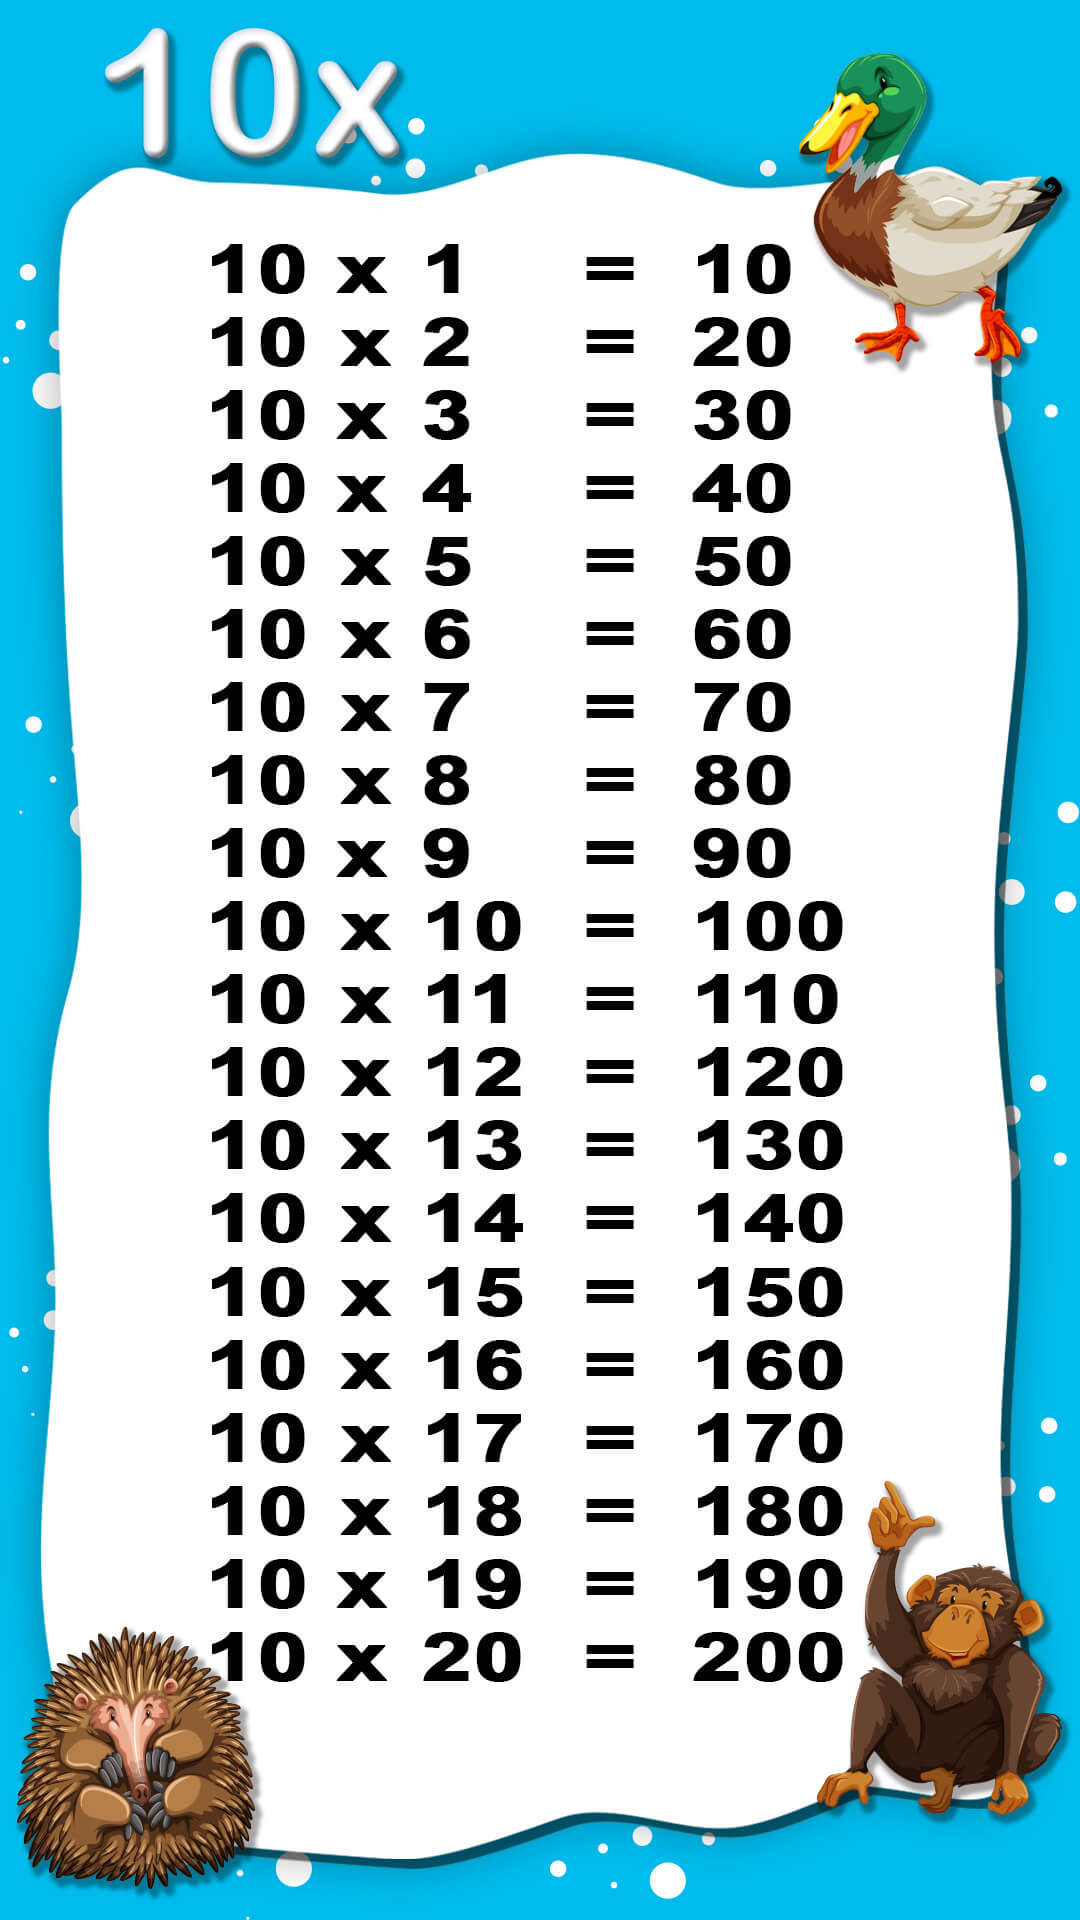 10x
10 x 1 = 10
10 x 2 = 20
10 x 3 = 30
10 x 4 = 40
10 x 5 = 50
10 x 6 = 60
10 x 7 = 70
10 x 8 = 80
10 x 9 = 90
10 x 10 = 100
10 x 11 = 110
10 x 12 = 120
10 x 13 = 130
10 x 14 = 140
10 x 15 = 150
10 x 16 = 160
10 x 17 = 170
10 x 18 = 180
10 x 19 = 190
10 x 20 = 200